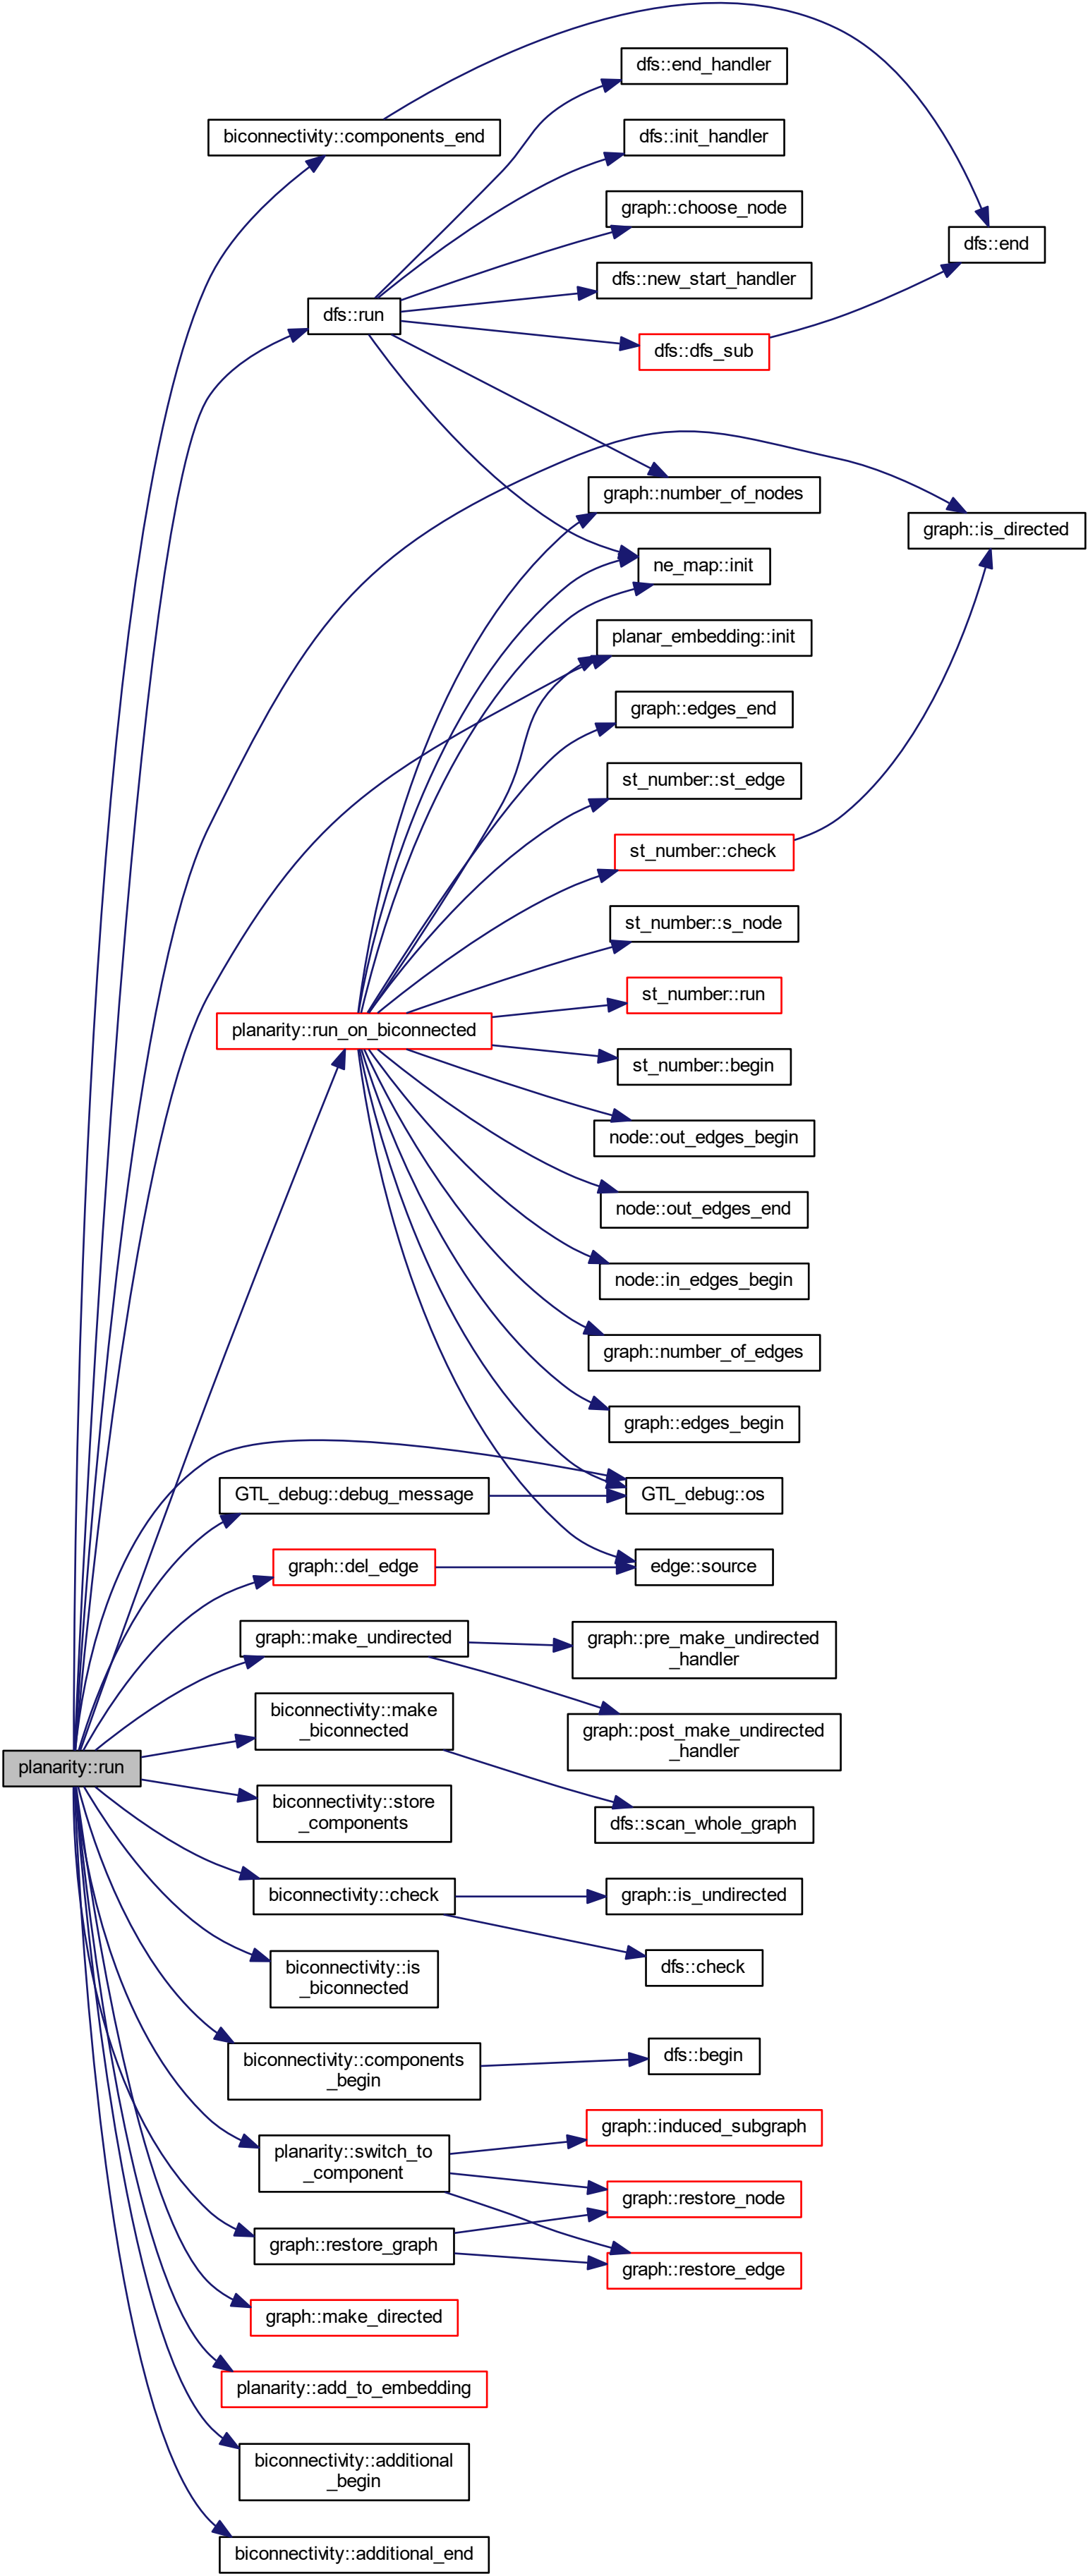 dfs::end_handler
biconnectivity::components_end
dfs::init_handler
graph::choose_node
dfs::end
dfs::new_start_handler
dfs::run
dfs::dfs_sub
graph::number_of_nodes
graph::is_directed
ne_map::init
planar_embedding::init
graph::edges_end
st_number::st_edge
st_number::check
st_number::s_node
st_number::run
planarity::run_on_biconnected
st_number::begin
node::out_edges_begin
node::out_edges_end
node::in_edges_begin
graph::number_of_edges
graph::edges_begin
GTL_debug::debug_message
GTL_debug::os
graph::del_edge
edge::source
graph::make_undirected
graph::pre_make_undirected
_handler
biconnectivity::make
_biconnected
graph::post_make_undirected
_handler
planarity::run
biconnectivity::store
_components
dfs::scan_whole_graph
biconnectivity::check
graph::is_undirected
biconnectivity::is
_biconnected
dfs::check
biconnectivity::components
_begin
dfs::begin
planarity::switch_to
_component
graph::induced_subgraph
graph::restore_node
graph::restore_graph
graph::restore_edge
graph::make_directed
planarity::add_to_embedding
biconnectivity::additional
_begin
biconnectivity::additional_end